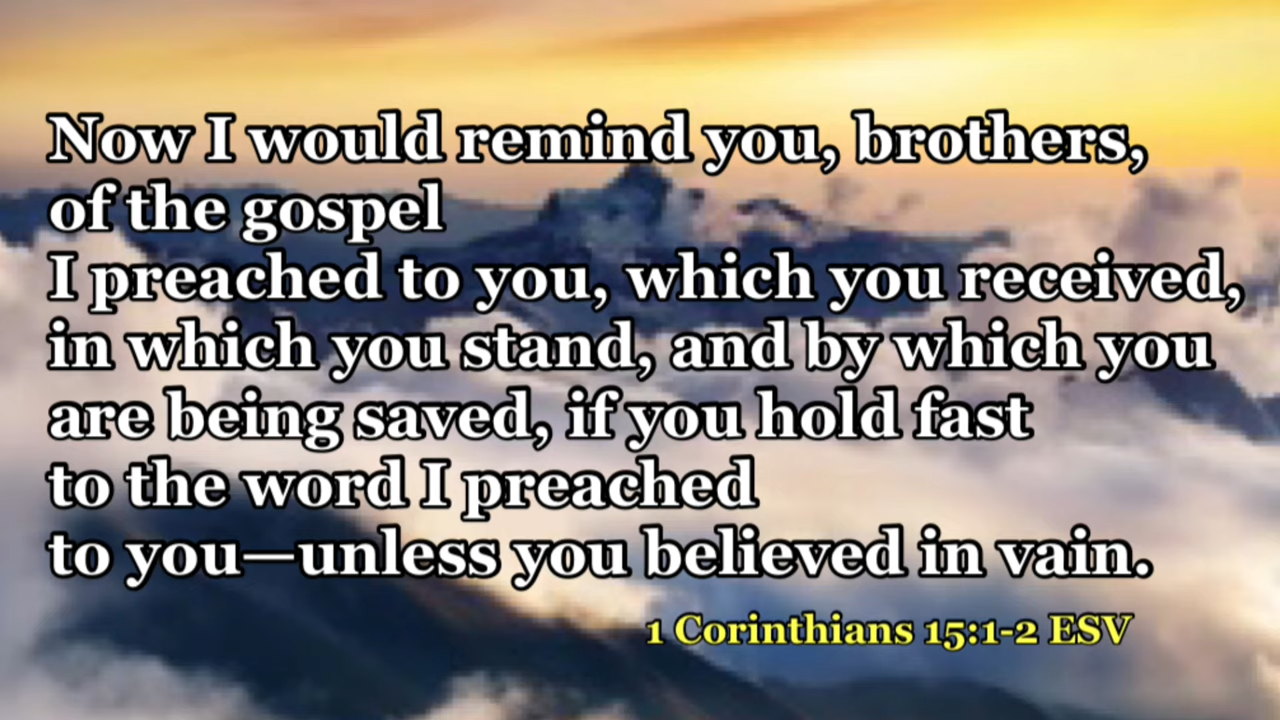 Now I would remind you, brothers,
of the gospel
I preached to you, which you received,
in which you stand, and by which you
are being saved, if you hold fast
to the word I preached
to you—unless you believed in vain.
1 Corinthians 15:1-2 ESV